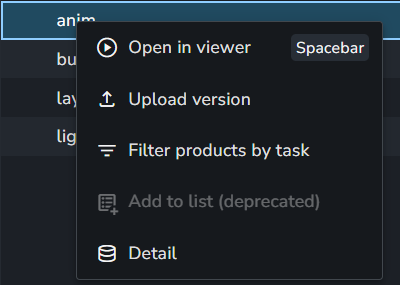 anim
Open in viewer Spacebar
Upload version
Filter products by task
Add to list (deprecated)
Detail